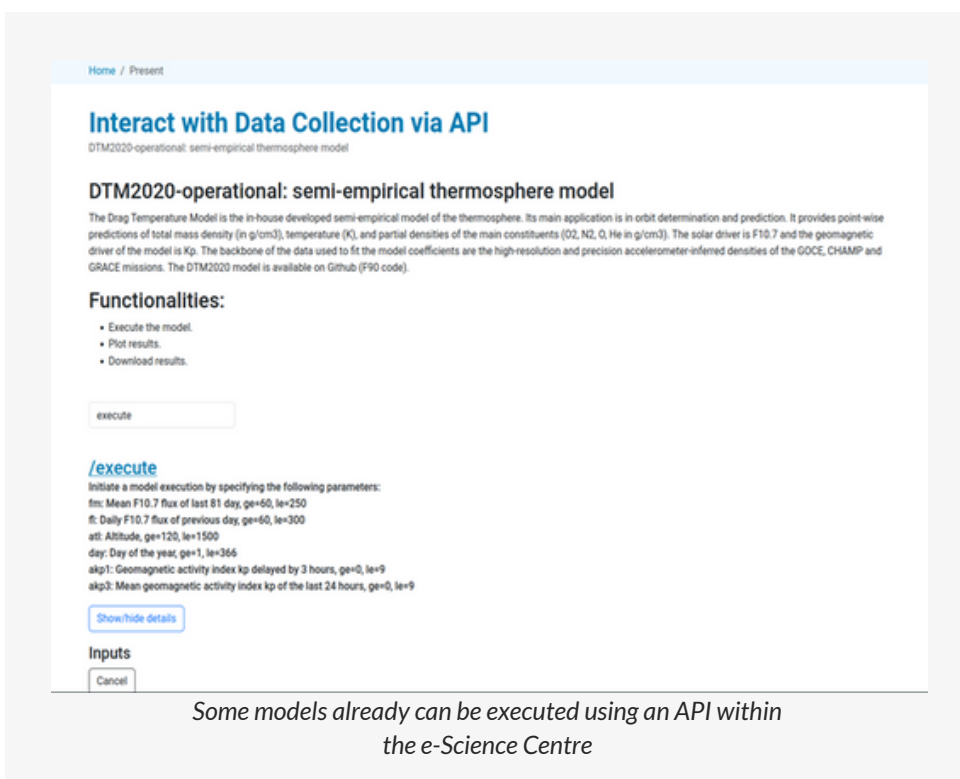 Home / Present
Interact with Data Collection via API
DTM2020-operational: semi-empirical thermosphere model
DTM2020-operational: semi-empirical thermosphere model
The Drag Temperature Model is the in-house developed semi-empirical model of the thermosphere. Its main application is in orbit determination and prediction. It provides point-wise
predictions of total mass density (in g/cm3), temperature (K), and partial densities of the main constituents (O2, N2, O, He in g/cm3). The solar driver is F10.7 and the geomagnetic
driver of the model is Kp. The backbone of the data used to fit the model coefficients are the high-resolution and precision accelerometer-inferred densities of the GOCE, CHAMP and
GRACE missions. The DTM2020 model is available on Github (F90 code).
Functionalities:
• Execute the model.
• Plot results.
• Download results.
execute
/execute
Initiate a model execution by specifying the following parameters:
fm: Mean F10.7 flux of last 81 day, ge=60, le=250
fl: Daily F10.7 flux of previous day, ge=60, le=300
atl: Altitude, ge=120, le=1500
day: Day of the year, ge=1, le=366
akp1: Geomagnetic activity index kp delayed by 3 hours, ge=0, le=9
akp3: Mean geomagnetic activity index kp of the last 24 hours, ge=0, le=9
Show/hide details
Inputs
Cancel
Some models already can be executed using an API within
the e-Science Centre